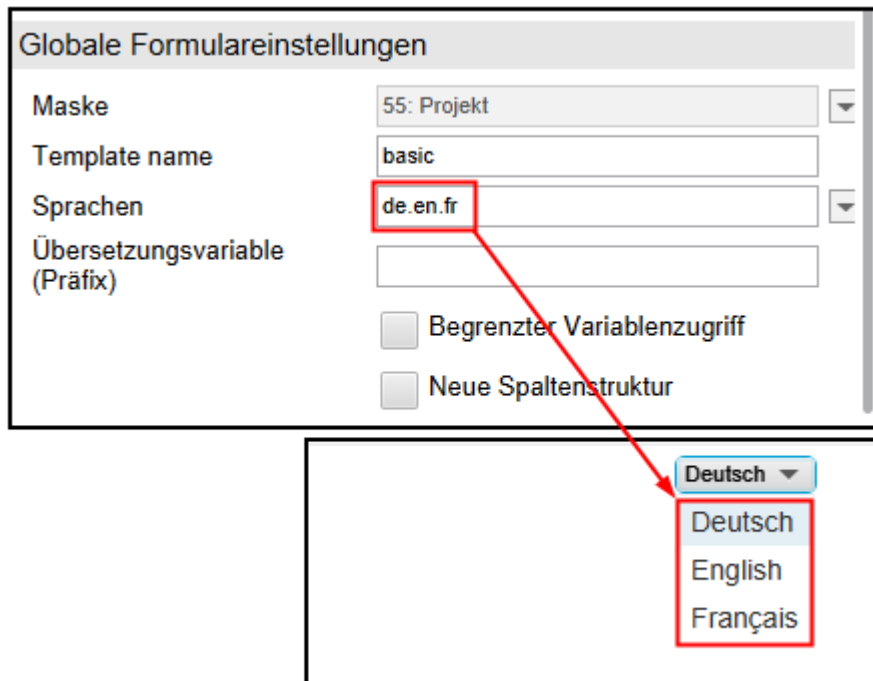 Globale Formulareinstellungen
Maske
55: Projekt
Template name
basic
Sprachen
de.en.fr
Übersetzungsvariable
(Präfix)
Begrenzter Variablenzugriff
Neue Spaltenstruktur
Deutsch
Deutsch
English
Français